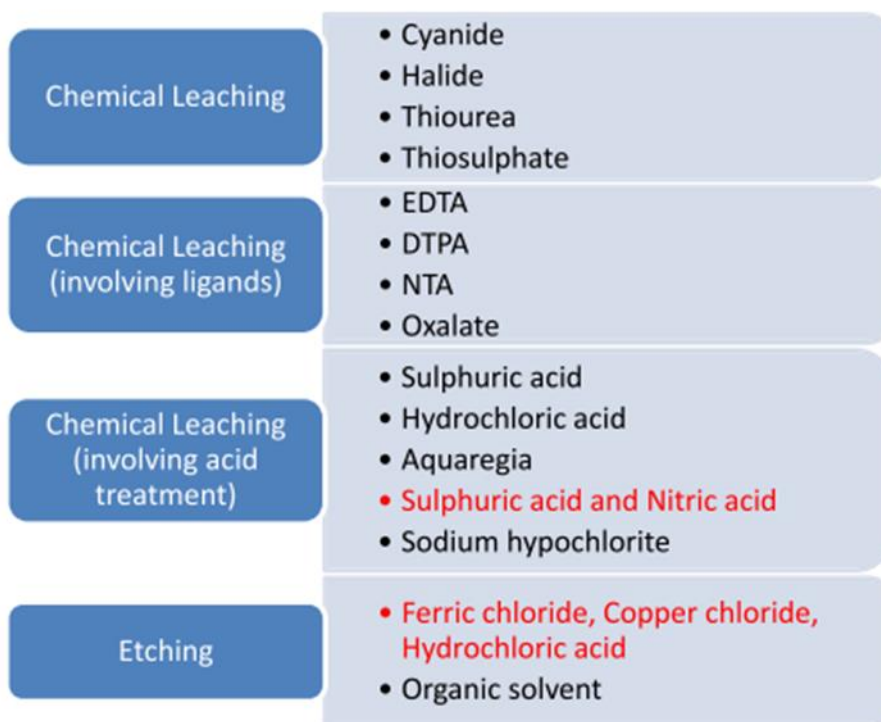 Chemical Leaching
• Cyanide
• Halide
• Thiourea
• Thiosulphate
Chemical Leaching
(involving ligands)
• EDTA
• DTPA
• NTA
• Oxalate
Chemical Leaching
(involving acid
treatment)
• Sulphuric acid
• Hydrochloric acid
• Aquaregia
• Sulphuric acid and Nitric acid
• Sodium hypochlorite
Etching
• Ferric chloride, Copper chloride,
Hydrochloric acid
• Organic solvent